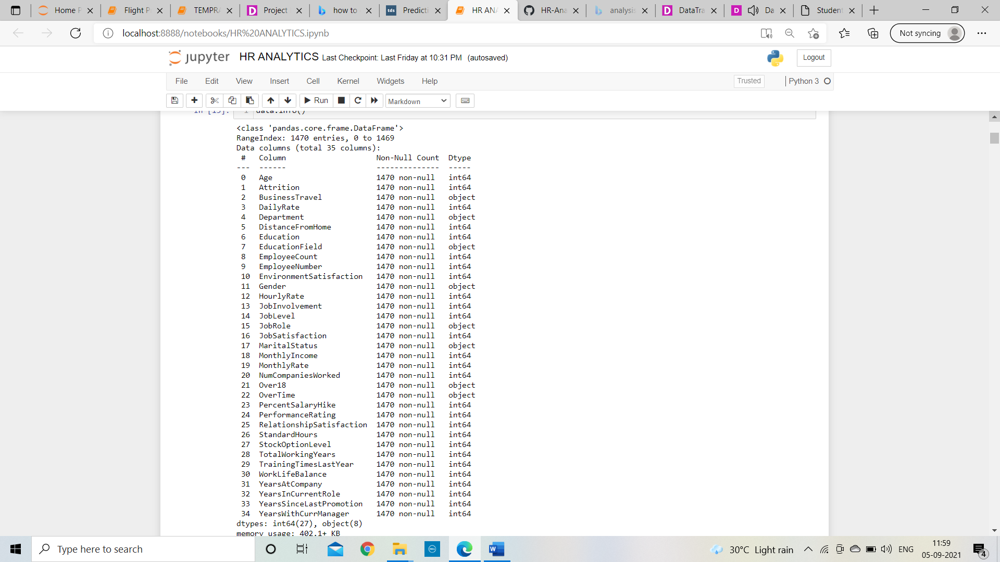 Home P
Flight P
TEMPRA
Project
how to
Predicti
HR ANA
HR-Ana
analysis
DataTra
Da
Student
localhost:8888/notebooks/HR%20ANALYTICS.ipynb
Not syncing
jupyter HR ANALYTICS Last Checkpoint: Last Friday at 10:31 PM (autosaved)
Logout
File Edit View Insert Cell Kernel Widgets Help
Trusted
Python 3
Run
Markdown
data.info()
<class 'pandas.core.frame.DataFrame'>
RangeIndex: 1470 entries, 0 to 1469
Data columns (total 35 columns):
# Column Non-Null Count Dtype
--- ------ -------------- -----
0 Age 1470 non-null int64
1 Attrition 1470 non-null int64
2 BusinessTravel 1470 non-null object
3 DailyRate 1470 non-null int64
4 Department 1470 non-null object
5 DistanceFromHome 1470 non-null int64
6 Education 1470 non-null int64
7 EducationField 1470 non-null object
8 EmployeeCount 1470 non-null int64
9 EmployeeNumber 1470 non-null int64
10 EnvironmentSatisfaction 1470 non-null int64
11 Gender 1470 non-null object
12 HourlyRate 1470 non-null int64
13 JobInvolvement 1470 non-null int64
14 JobLevel 1470 non-null int64
15 JobRole 1470 non-null object
16 JobSatisfaction 1470 non-null int64
17 MaritalStatus 1470 non-null object
18 MonthlyIncome 1470 non-null int64
19 MonthlyRate 1470 non-null int64
20 NumCompaniesWorked 1470 non-null int64
21 Over18 1470 non-null object
22 OverTime 1470 non-null object
23 PercentSalaryHike 1470 non-null int64
24 PerformanceRating 1470 non-null int64
25 RelationshipSatisfaction 1470 non-null int64
26 StandardHours 1470 non-null int64
27 StockOptionLevel 1470 non-null int64
28 TotalWorkingYears 1470 non-null int64
29 TrainingTimesLastYear 1470 non-null int64
30 WorkLifeBalance 1470 non-null int64
31 YearsAtCompany 1470 non-null int64
32 YearsInCurrentRole 1470 non-null int64
33 YearsSinceLastPromotion 1470 non-null int64
34 YearsWithCurrManager 1470 non-null int64
dtypes: int64(27), object(8)
memory usage: 402.1+ KB
Type here to search
30°C Light rain
ENG
11:59
05-09-2021
4